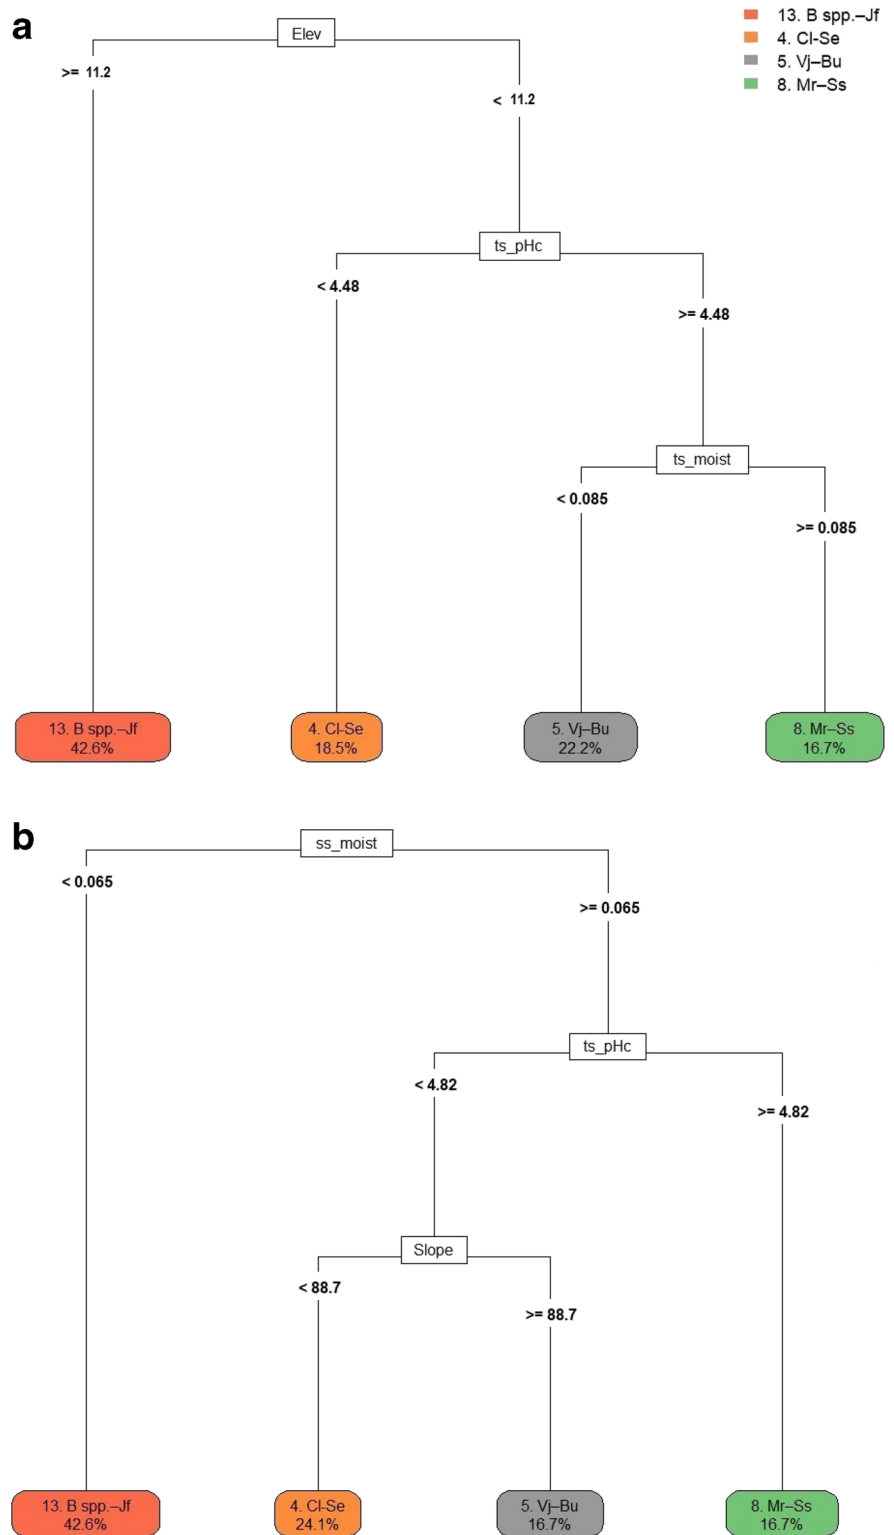 a
Elev
13. B spp.–Jf
4. Cl-Se
5. Vj–Bu
8. Mr–Ss
>= 11.2
< 11.2
ts_pHc
< 4.48
>= 4.48
ts_moist
< 0.085
>= 0.085
13. B spp.–Jf
42.6%
4. Cl-Se
18.5%
5. Vj–Bu
22.2%
8. Mr–Ss
16.7%
b
ss_moist
< 0.065
>= 0.065
ts_pHc
< 4.82
>= 4.82
Slope
< 88.7
>= 88.7
13. B spp.–Jf
42.6%
4. Cl-Se
24.1%
5. Vj–Bu
16.7%
8. Mr–Ss
16.7%